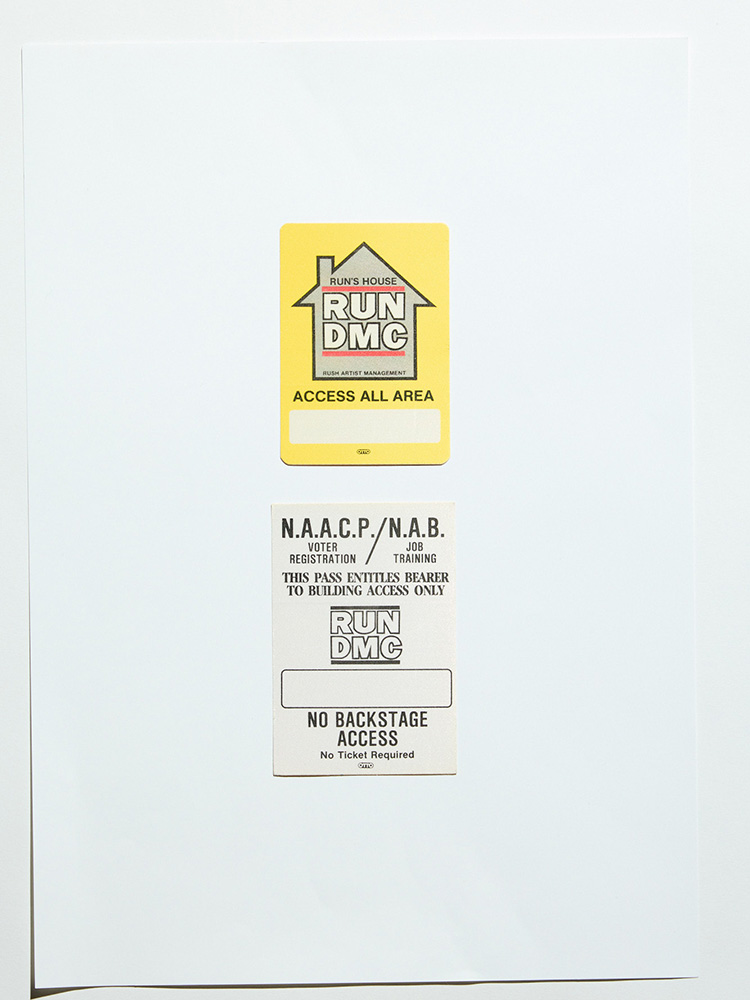 RUN'S HOUSE
RUN
DMC
RUSH ARTIST MANAGEMENT
ACCESS ALL AREA
OTTO
N.A.A.C.P./N.A.B.
VOTER REGISTRATION / JOB TRAINING
THIS PASS ENTITLES BEARER
TO BUILDING ACCESS ONLY
RUN
DMC
NO BACKSTAGE
ACCESS
No Ticket Required
OTTO